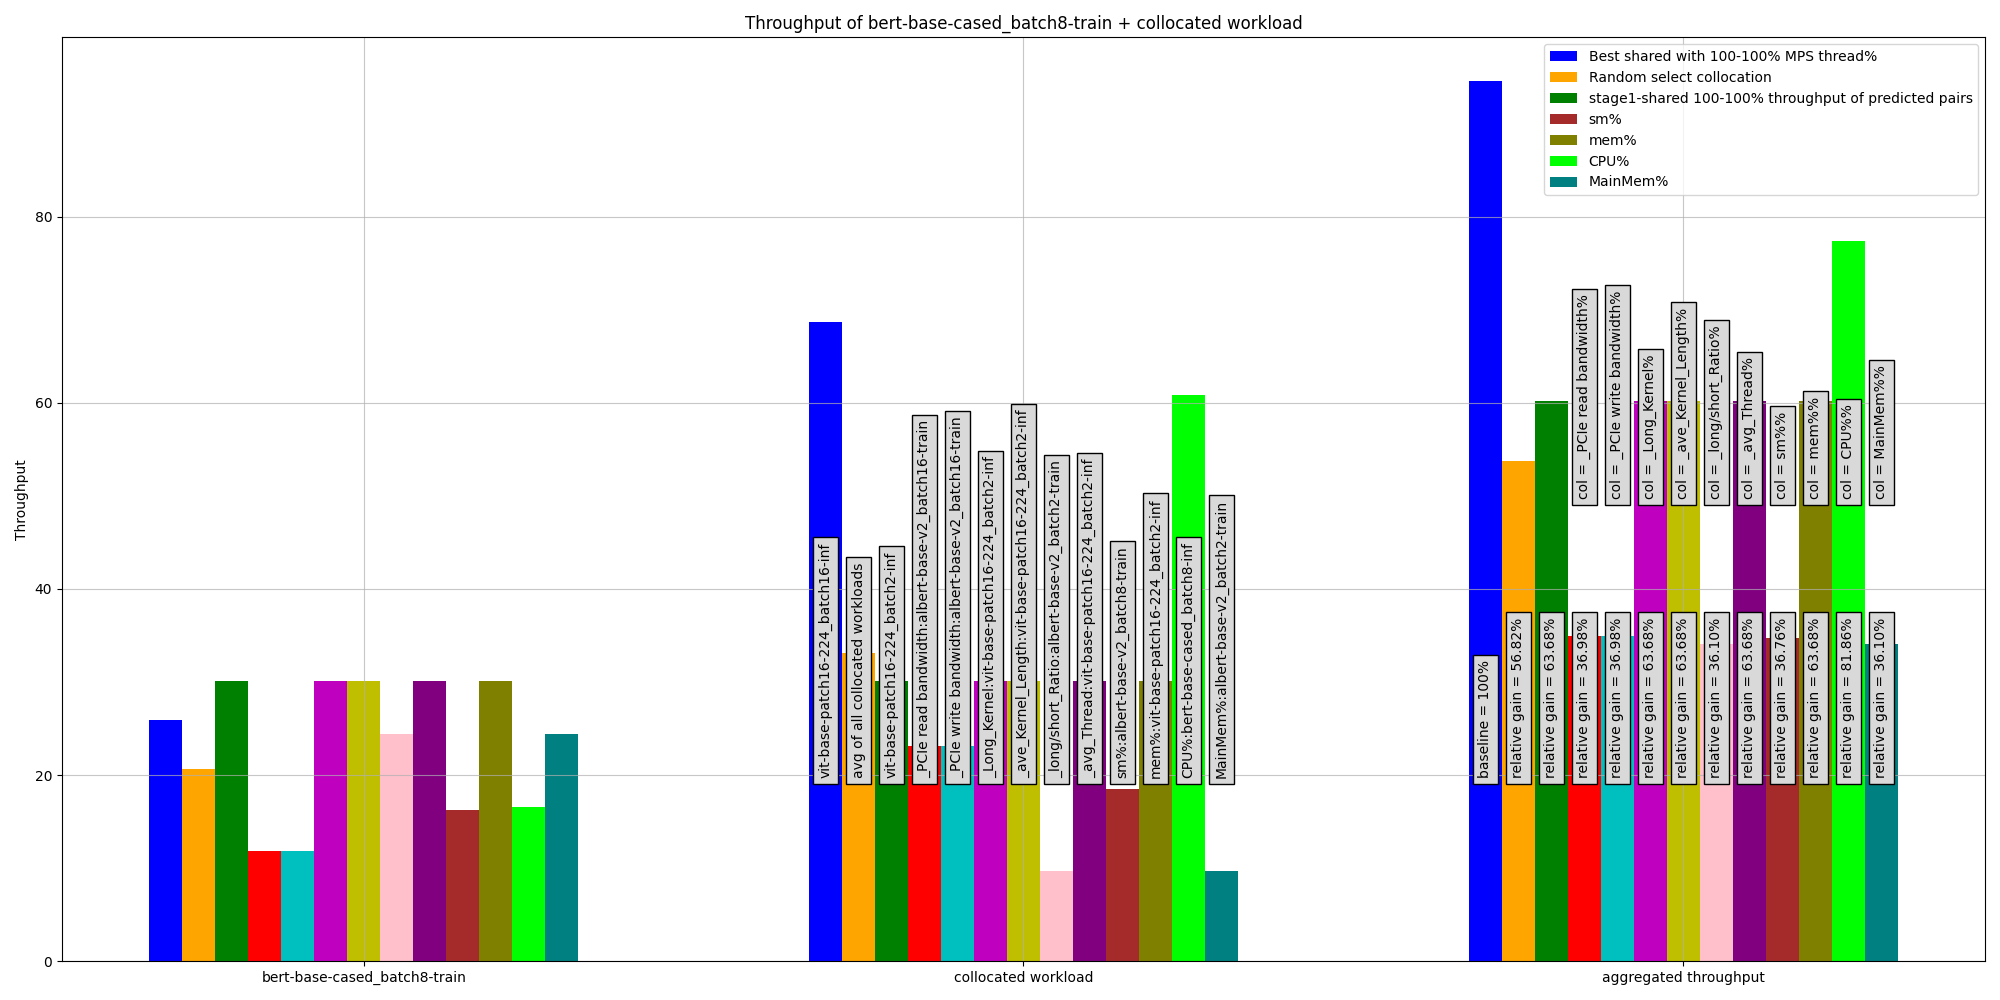 Throughput of bert-base-cased_batch8-train + collocated workload
Best shared with 100-100% MPS thread%
Random select collocation
stage1-shared 100-100% throughput of predicted pairs
sm%
mem%
CPU%
MainMem%
Throughput
80
60
40
20
0
vit-base-patch16-224_batch16-inf
avg of all collocated workloads
vit-base-patch16-224_batch2-inf
_PCIe read bandwidth:albert-base-v2_batch16-train
_PCIe write bandwidth:albert-base-v2_batch16-train
_Long_Kernel:vit-base-patch16-224_batch2-inf
_ave_Kernel_Length:vit-base-patch16-224_batch2-inf
_long/short_Ratio:albert-base-v2_batch2-train
_avg_Thread:vit-base-patch16-224_batch2-inf
sm%:albert-base-v2_batch8-train
mem%:vit-base-patch16-224_batch2-inf
CPU%:bert-base-cased_batch8-inf
MainMem%:albert-base-v2_batch2-train
col = _PCIe read bandwidth%
col = _PCIe write bandwidth%
col = _Long_Kernel%
col = _ave_Kernel_Length%
col = _long/short_Ratio%
col = _avg_Thread%
col = sm%%
col = mem%%
col = CPU%%
col = MainMem%%
baseline = 100%
relative gain = 56.82%
relative gain = 63.68%
relative gain = 36.98%
relative gain = 36.98%
relative gain = 63.68%
relative gain = 63.68%
relative gain = 36.10%
relative gain = 63.68%
relative gain = 36.76%
relative gain = 63.68%
relative gain = 81.86%
relative gain = 36.10%
bert-base-cased_batch8-train
collocated workload
aggregated throughput